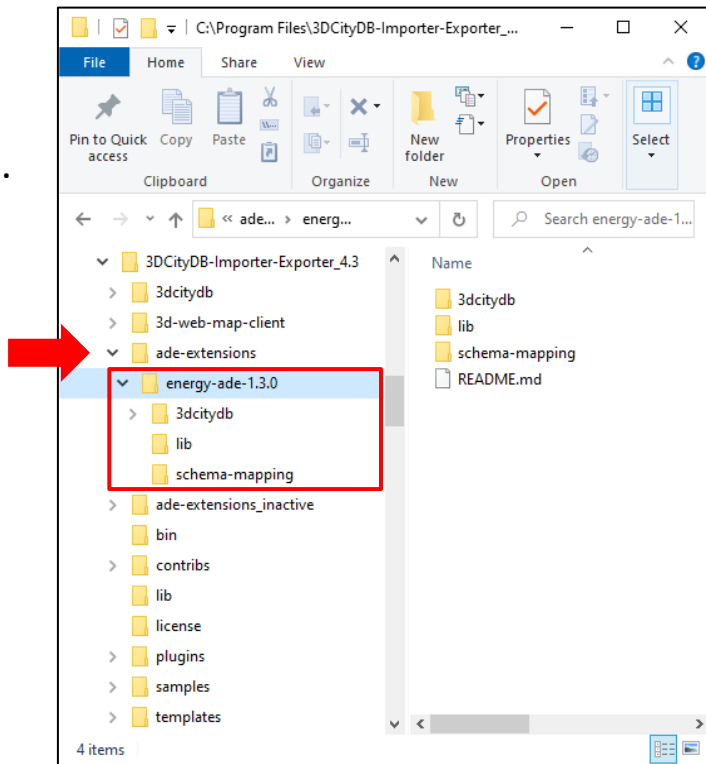 C:\Program Files\3DCityDB-Importer-Exporter_...
File Home Share View
Pin to Quick access Copy Paste New folder Properties Select
Clipboard Organize New Open
« ade... › energ... Search energy-ade-1...
3DCityDB-Importer-Exporter_4.3
3dcitydb
3d-web-map-client
ade-extensions
energy-ade-1.3.0
3dcitydb
lib
schema-mapping
ade-extensions_inactive
bin
contribs
lib
license
plugins
samples
templates
Name
3dcitydb
lib
schema-mapping
README.md
4 items